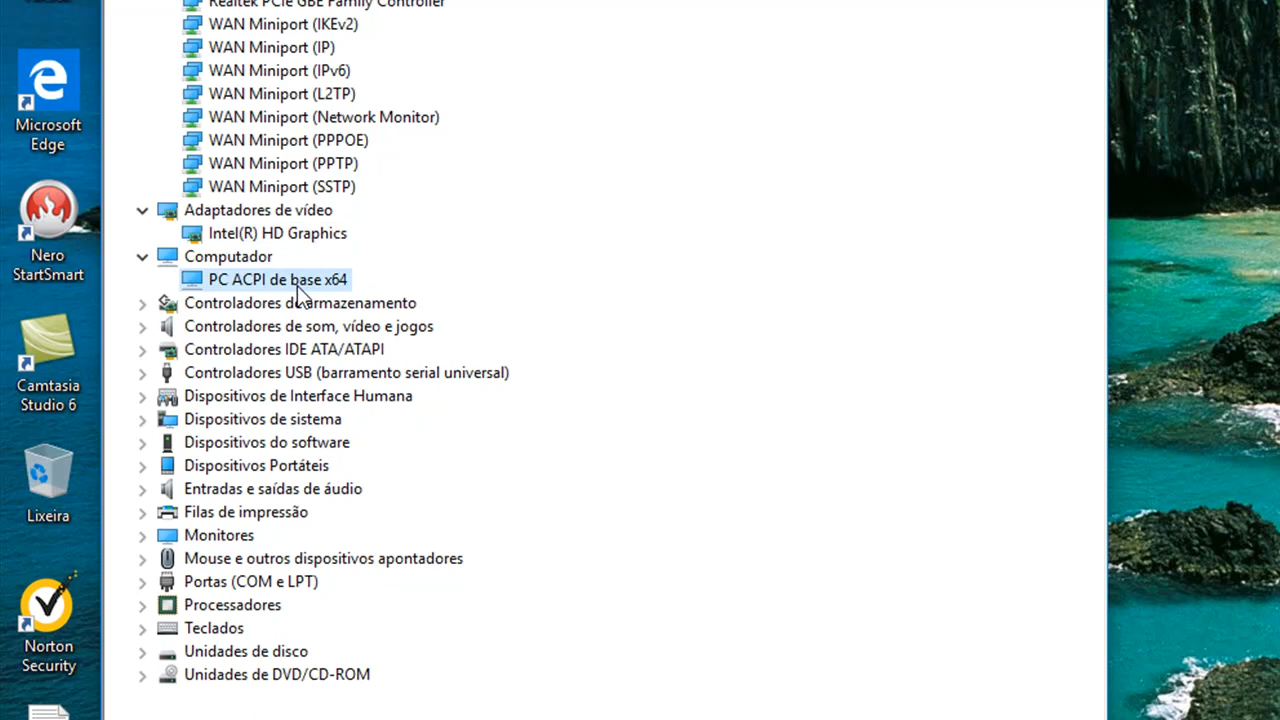 Realtek PCIe GBE Family Controller
WAN Miniport (IKEv2)
WAN Miniport (IP)
WAN Miniport (IPv6)
WAN Miniport (L2TP)
WAN Miniport (Network Monitor)
WAN Miniport (PPPOE)
WAN Miniport (PPTP)
WAN Miniport (SSTP)
Adaptadores de vídeo
Intel(R) HD Graphics
Computador
PC ACPI de base x64
Controladores de armazenamento
Controladores de som, vídeo e jogos
Controladores IDE ATA/ATAPI
Controladores USB (barramento serial universal)
Dispositivos de Interface Humana
Dispositivos de sistema
Dispositivos do software
Dispositivos Portáteis
Entradas e saídas de áudio
Filas de impressão
Monitores
Mouse e outros dispositivos apontadores
Portas (COM e LPT)
Processadores
Teclados
Unidades de disco
Unidades de DVD/CD-ROM
Microsoft
Edge
Nero
StartSmart
Camtasia
Studio 6
Lixeira
Norton
Security